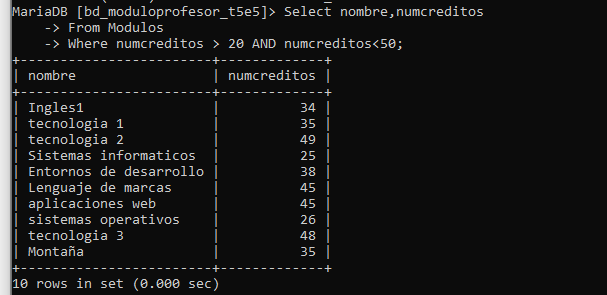 MariaDB [bd_moduloprofesor_t5e5]> Select nombre,numcreditos
    -> From Modulos
    -> Where numcreditos > 20 AND numcreditos<50;
+------------------------+-------------+
| nombre                 | numcreditos |
+------------------------+-------------+
| Ingles1                |          34 |
| tecnologia 1           |          35 |
| tecnologia 2           |          49 |
| Sistemas informaticos  |          25 |
| Entornos de desarrollo |          38 |
| Lenguaje de marcas     |          45 |
| aplicaciones web       |          45 |
| sistemas operativos    |          26 |
| tecnologia 3           |          48 |
| Montaña                |          35 |
+------------------------+-------------+
10 rows in set (0.000 sec)